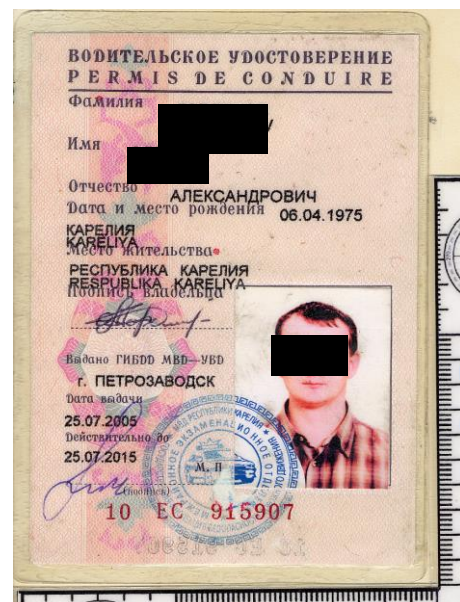 ВОДИТЕЛЬСКОЕ УДОСТОВЕРЕНИЕ
PERMIS DE CONDUIRE
Фамилия
Имя
Отчество
АЛЕКСАНДРОВИЧ
Дата и место рождения 06.04.1975
КАРЕЛИЯ
KARELIYA
Место жительства
РЕСПУБЛИКА КАРЕЛИЯ
RESPUBLIKA KARELIYA
Подпись владельца
Выдано ГИБДД МВД—УВД
г. ПЕТРОЗАВОДСК
Дата выдачи
25.07.2005
Действительно до
25.07.2015
М. П
(подпись)
10 ЕС 915907